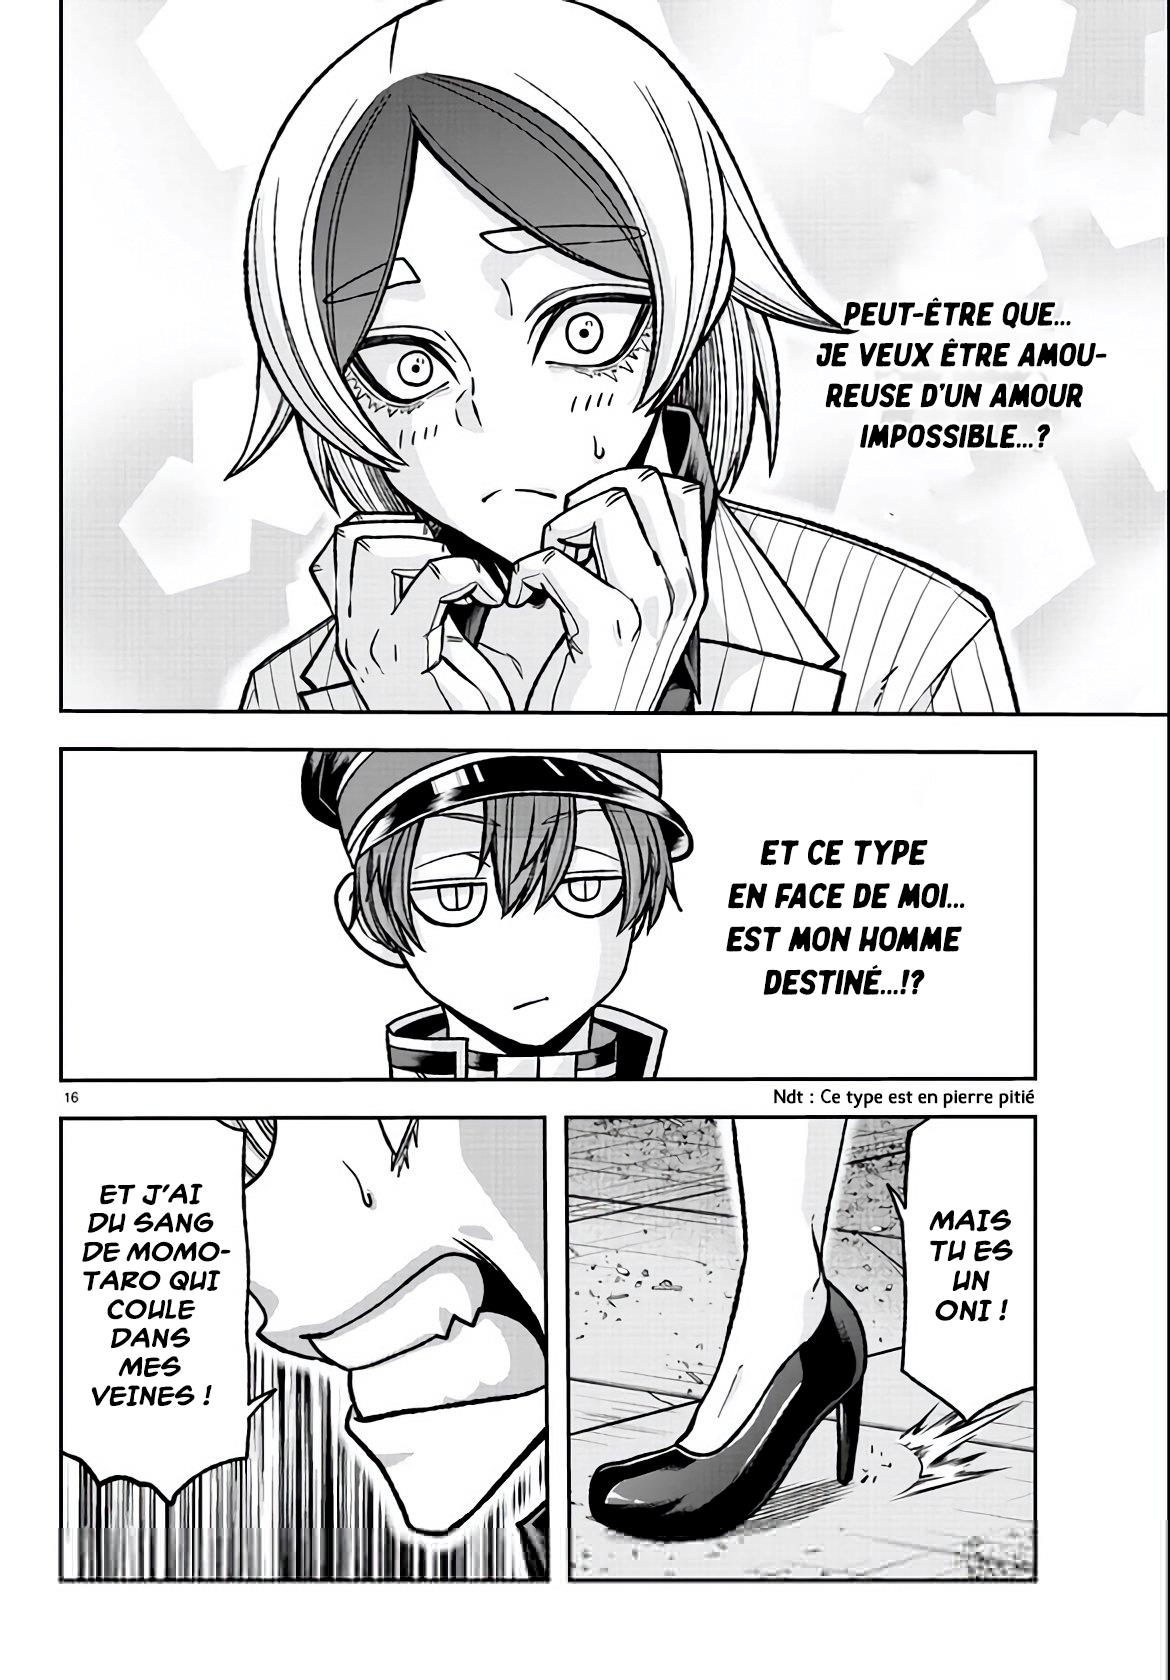 PEUT-ÊTRE QUE...
JE VEUX ÊTRE AMOU-
REUSE D'UN AMOUR
IMPOSSIBLE...?
ET CE TYPE
EN FACE DE MOI...
EST MON HOMME
DESTINÉ...!?
16
Ndt : Ce type est en pierre pitié
MAIS
TU ES
UN
ONI !
ET J'AI
DU SANG
DE MOMO-
TARO QUI
COULE
DANS
MES
VEINES !